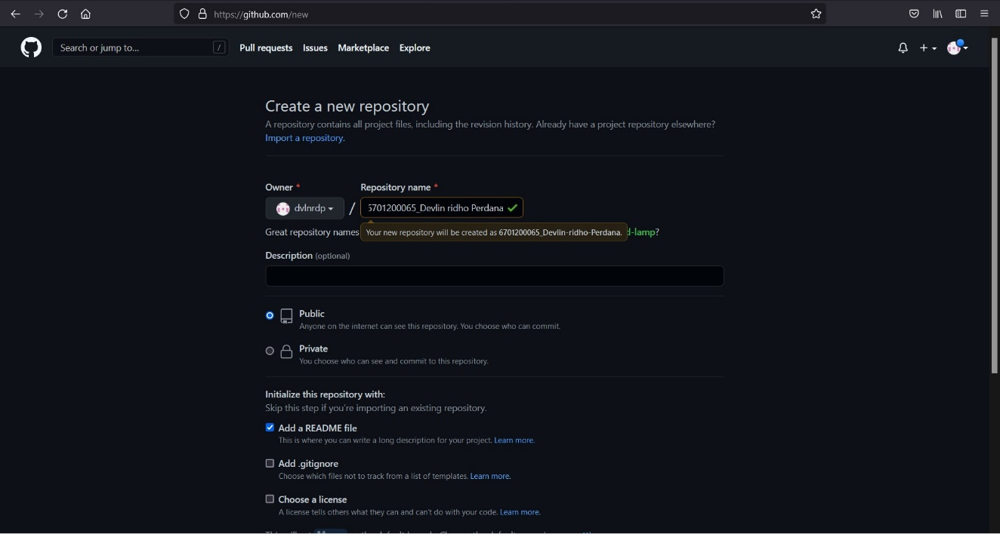 https://github.com/new
Search or jump to... /
Pull requests Issues Marketplace Explore
Create a new repository
A repository contains all project files, including the revision history. Already have a project repository elsewhere?
Import a repository.
Owner * Repository name *
dvlnrdp / 6701200065_Devlin ridho Perdana
Great repository names
Your new repository will be created as 6701200065_Devlin-ridho-Perdana.
d-lamp?
Description (optional)
Public
Anyone on the internet can see this repository. You choose who can commit.
Private
You choose who can see and commit to this repository.
Initialize this repository with:
Skip this step if you're importing an existing repository.
Add a README file
This is where you can write a long description for your project. Learn more.
Add .gitignore
Choose which files not to track from a list of templates. Learn more.
Choose a license
A license tells others what they can and can't do with your code. Learn more.